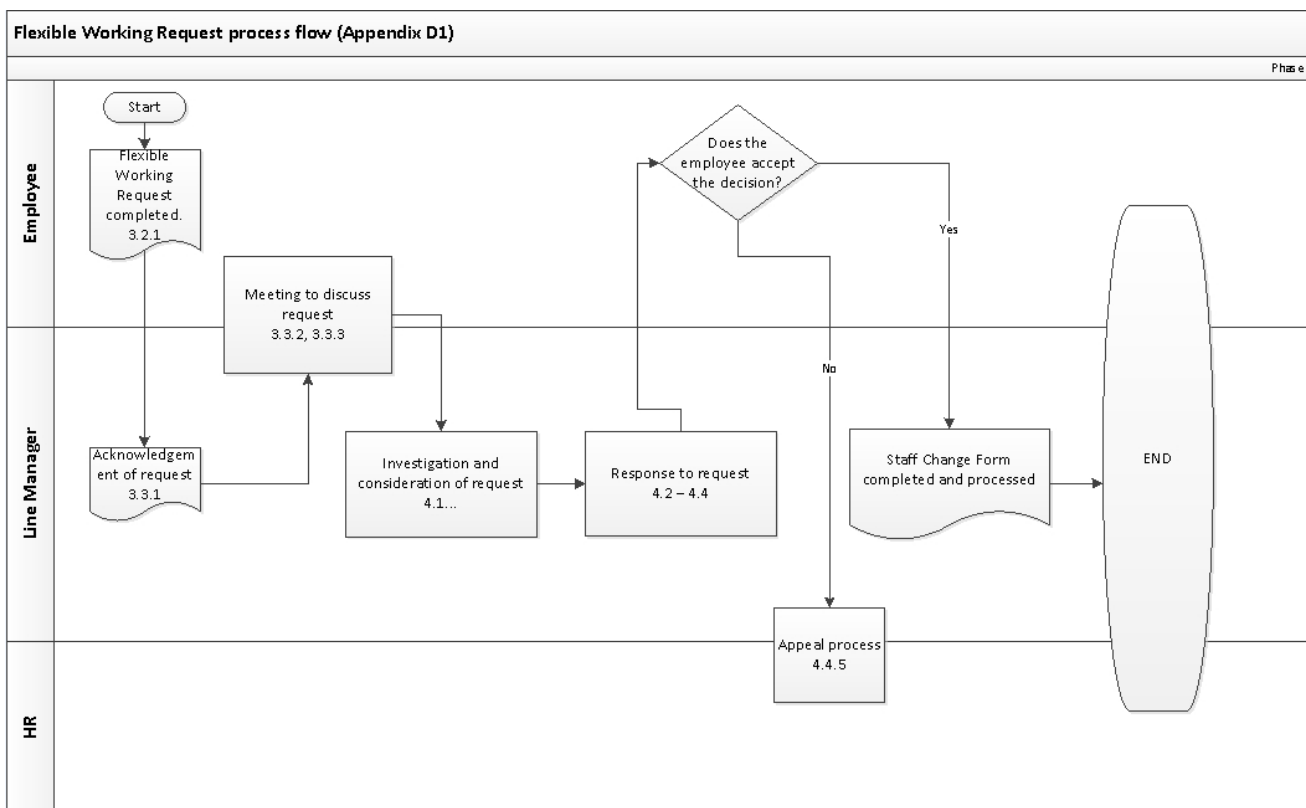 Flexible Working Request process flow (Appendix D1)
Phase
Employee
Start
Flexible
Working
Request
completed.
3.2.1
Meeting to discuss
request
3.3.2, 3.3.3
Does the
employee accept
the decision?
Yes
No
Line Manager
Acknowledgem
ent of request
3.3.1
Investigation and
consideration of request
4.1...
Response to request
4.2 – 4.4
Staff Change Form
completed and processed
END
Appeal process
4.4.5
HR